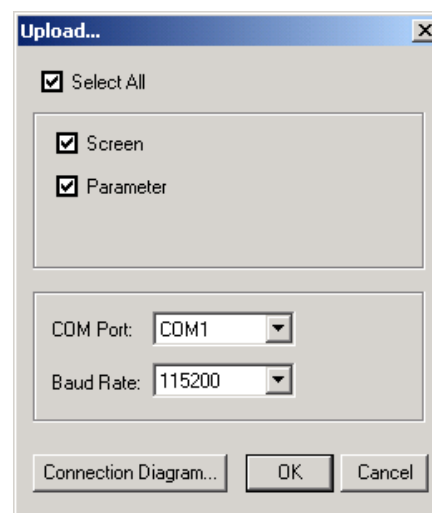 Upload...
Select All
Screen
Parameter
COM Port: COM1
Baud Rate: 115200
Connection Diagram... OK Cancel